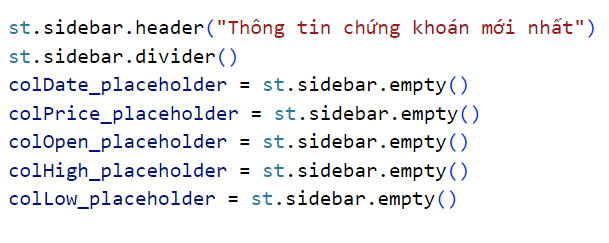 st.sidebar.header("Thông tin chứng khoán mới nhất")
st.sidebar.divider()
colDate_placeholder = st.sidebar.empty()
colPrice_placeholder = st.sidebar.empty()
colOpen_placeholder = st.sidebar.empty()
colHigh_placeholder = st.sidebar.empty()
colLow_placeholder = st.sidebar.empty()